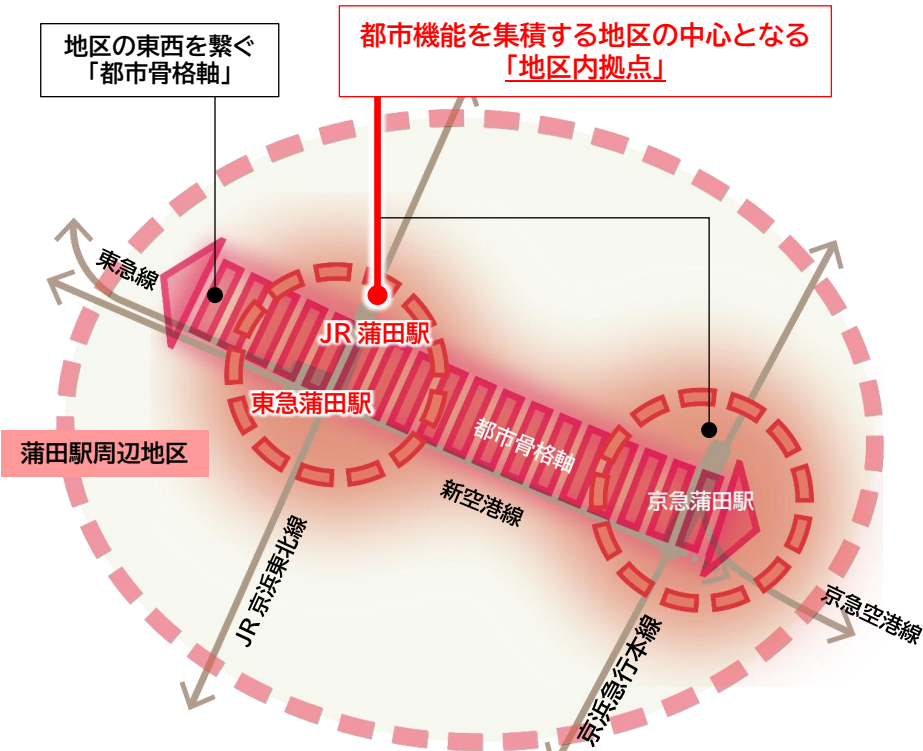 地区の東西を繋ぐ
「都市骨格軸」
都市機能を集積する地区の中心となる
「地区内拠点」
東急線
JR 蒲田駅
東急蒲田駅
蒲田駅周辺地区
都市骨格軸
新空港線
京急蒲田駅
JR 京浜東北線
京浜急行本線
京急空港線